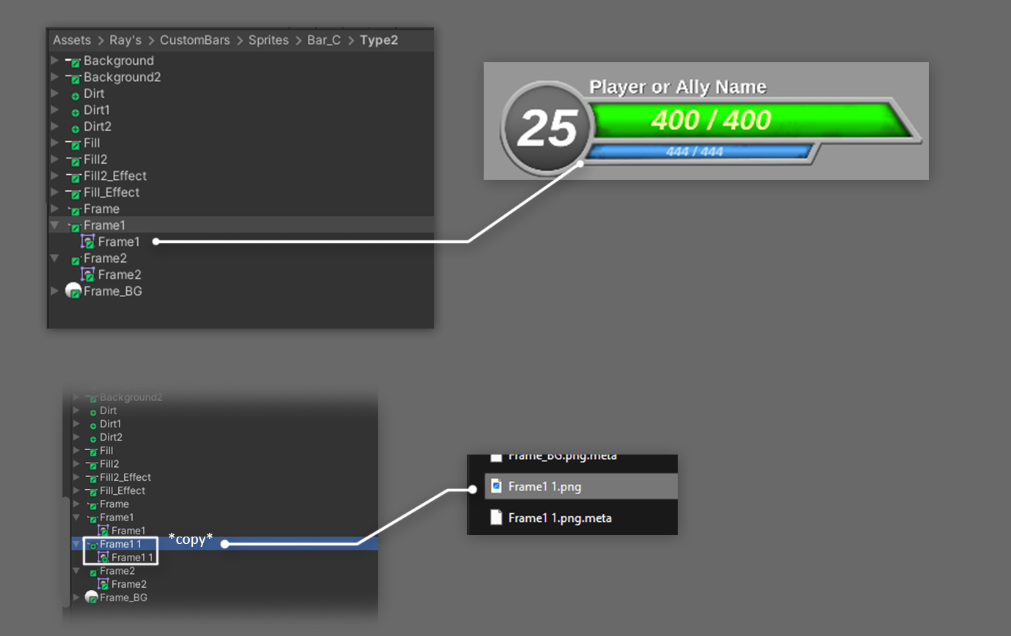 Assets > Ray's > CustomBars > Sprites > Bar_C > Type2
Background
Background2
Dirt
Dirt1
Dirt2
Fill
Fill2
Fill2_Effect
Fill_Effect
Frame
Frame1
Frame1
Frame2
Frame2
Frame_BG
Player or Ally Name
25
400 / 400
444 / 444
Background2
Dirt
Dirt1
Dirt2
Fill
Fill2
Fill2_Effect
Fill_Effect
Frame
Frame1
Frame1
Frame1 1
*copy*
Frame1 1
Frame2
Frame2
Frame_BG
Frame_BG.png.meta
Frame1 1.png
Frame1 1.png.meta